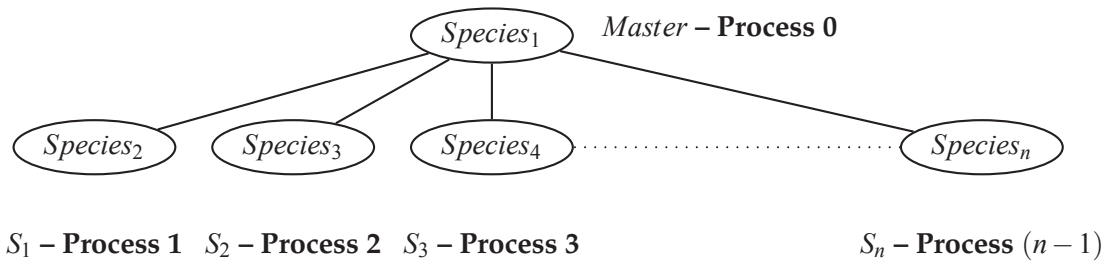 Species₁ Master – Process 0
Species₂ Species₃ Species₄ Speciesₙ
S₁ – Process 1 S₂ – Process 2 S₃ – Process 3 Sₙ – Process (n − 1)